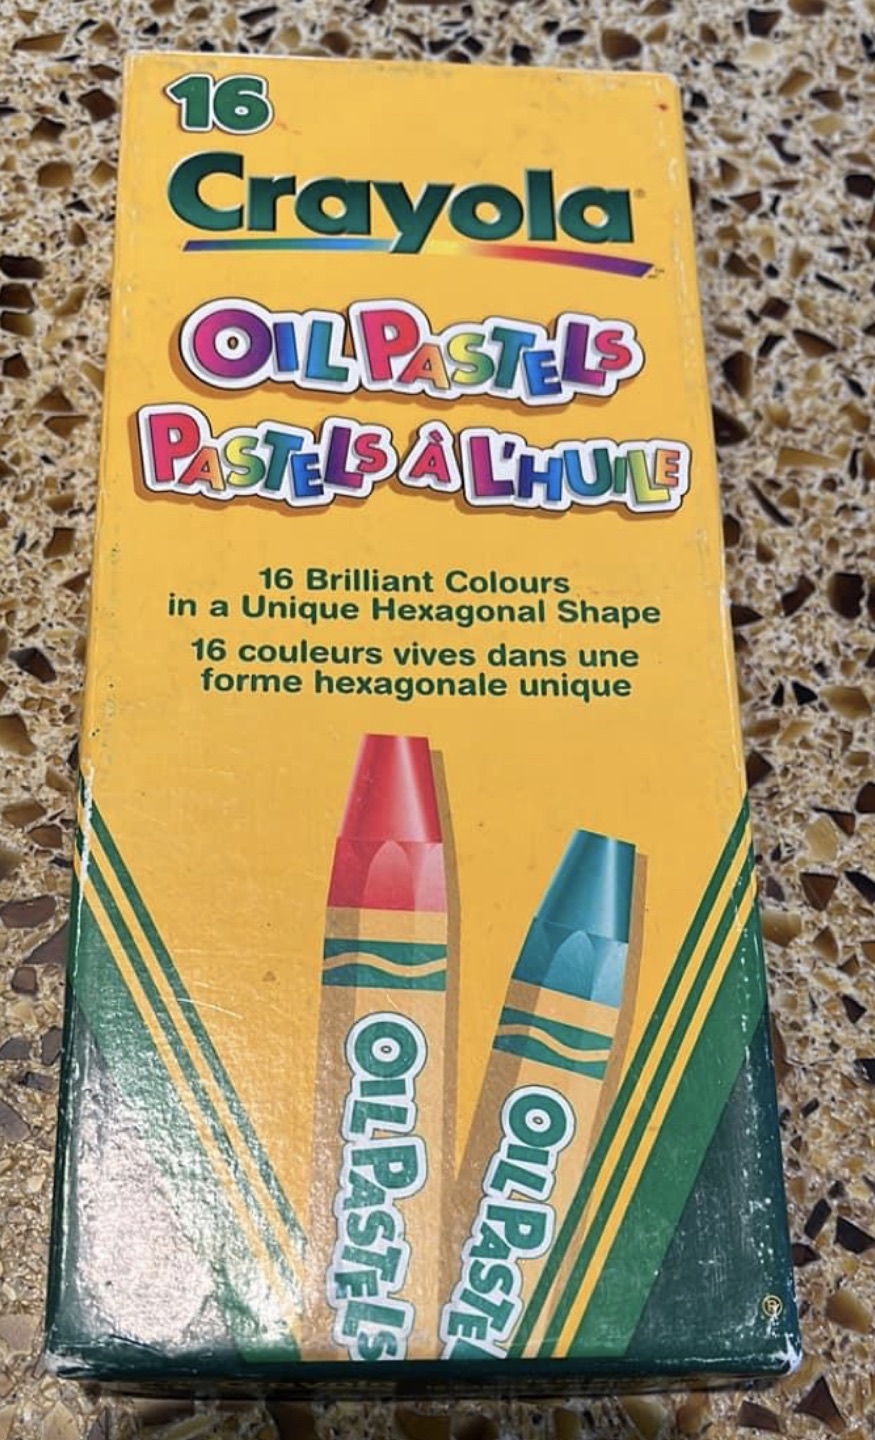 16
Crayola
OIL PASTELS
PASTELS À L'HUILE
16 Brilliant Colours
in a Unique Hexagonal Shape
16 couleurs vives dans une
forme hexagonale unique
OIL PASTELS
OIL PASTE